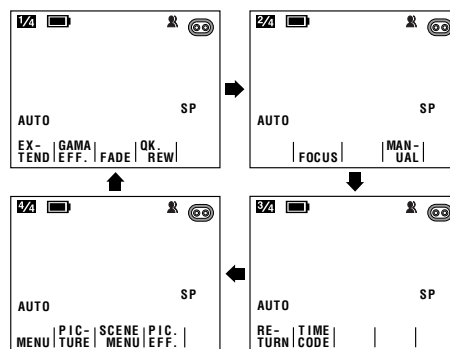 1/4
AUTO
SP
EX-TEND GAMA EFF. FADE QK. REW
2/4
AUTO
SP
FOCUS MAN-UAL
4/4
AUTO
SP
MENU PIC-TURE SCENE MENU PIC. EFF.
3/4
AUTO
SP
RE-TURN TIME CODE